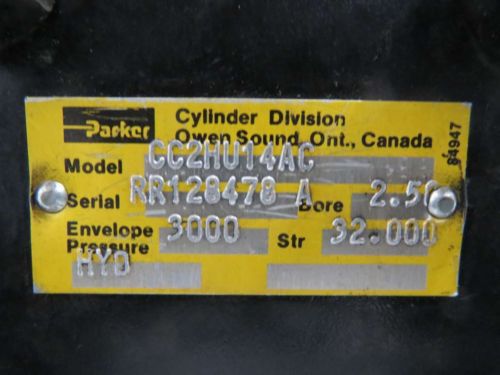 Parker
Cylinder Division
Owen Sound, Ont., Canada
84947
Model CC2HU14AC
Serial RR128478 A Bore 2.50
Envelope Pressure 3000 Str 32.000
HYD